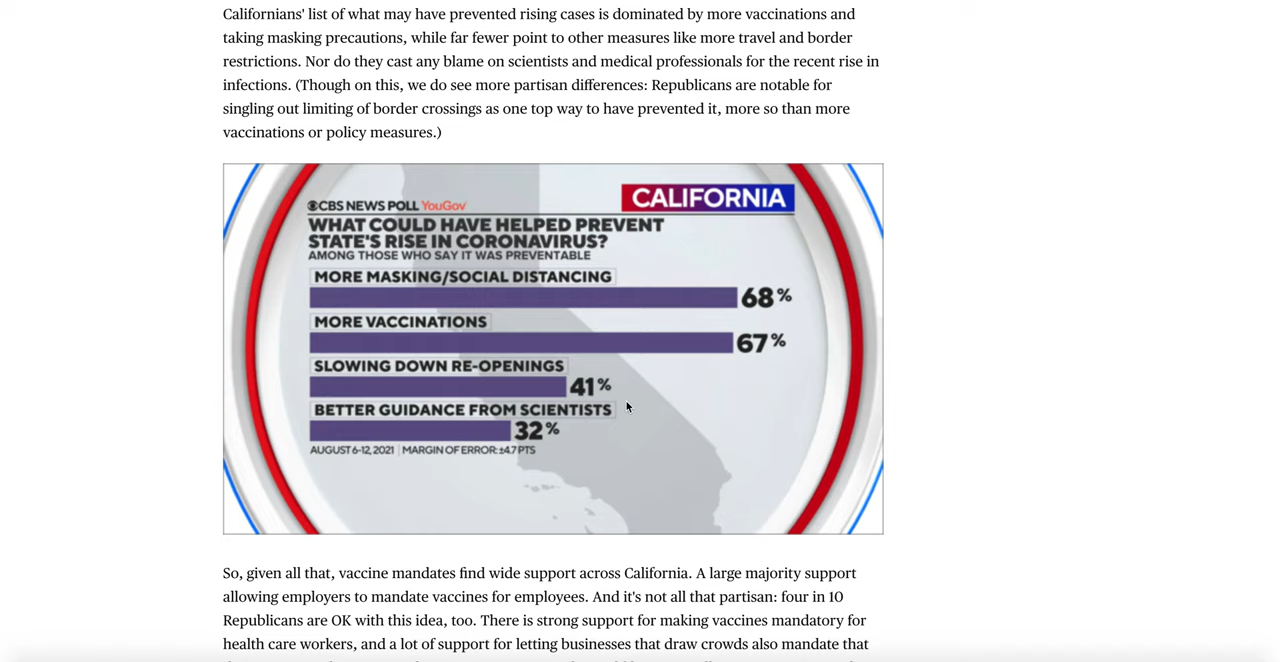 Californians' list of what may have prevented rising cases is dominated by more vaccinations and
taking masking precautions, while far fewer point to other measures like more travel and border
restrictions. Nor do they cast any blame on scientists and medical professionals for the recent rise in
infections. (Though on this, we do see more partisan differences: Republicans are notable for
singling out limiting of border crossings as one top way to have prevented it, more so than more
vaccinations or policy measures.)
CALIFORNIA
CBS NEWS POLL YouGov
WHAT COULD HAVE HELPED PREVENT
STATE'S RISE IN CORONAVIRUS?
AMONG THOSE WHO SAY IT WAS PREVENTABLE
MORE MASKING/SOCIAL DISTANCING
68%
MORE VACCINATIONS
67%
SLOWING DOWN RE-OPENINGS
41%
BETTER GUIDANCE FROM SCIENTISTS
32%
AUGUST 6-12, 2021 | MARGIN OF ERROR: ±4.7 PTS
So, given all that, vaccine mandates find wide support across California. A large majority support
allowing employers to mandate vaccines for employees. And it's not all that partisan: four in 10
Republicans are OK with this idea, too. There is strong support for making vaccines mandatory for
health care workers, and a lot of support for letting businesses that draw crowds also mandate that